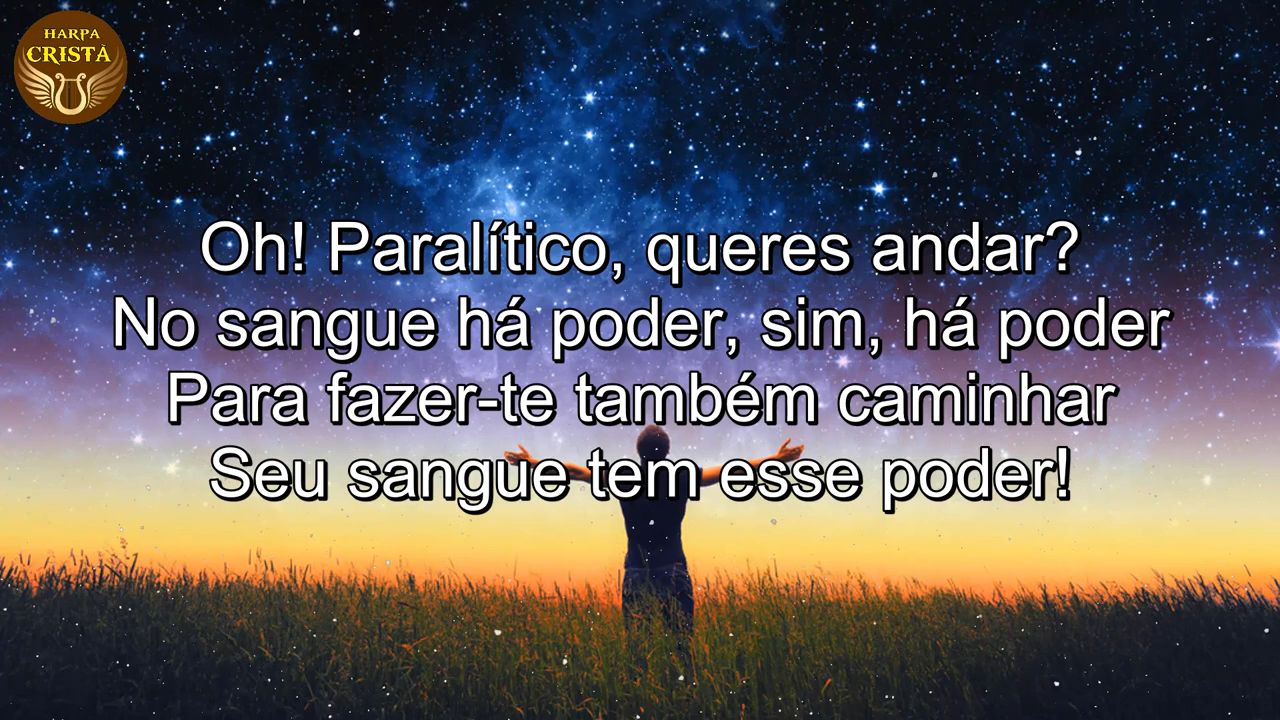 HARPA
CRISTÃ
Oh! Paralítico, queres andar?
No sangue há poder, sim, há poder
Para fazer-te também caminhar
Seu sangue tem esse poder!